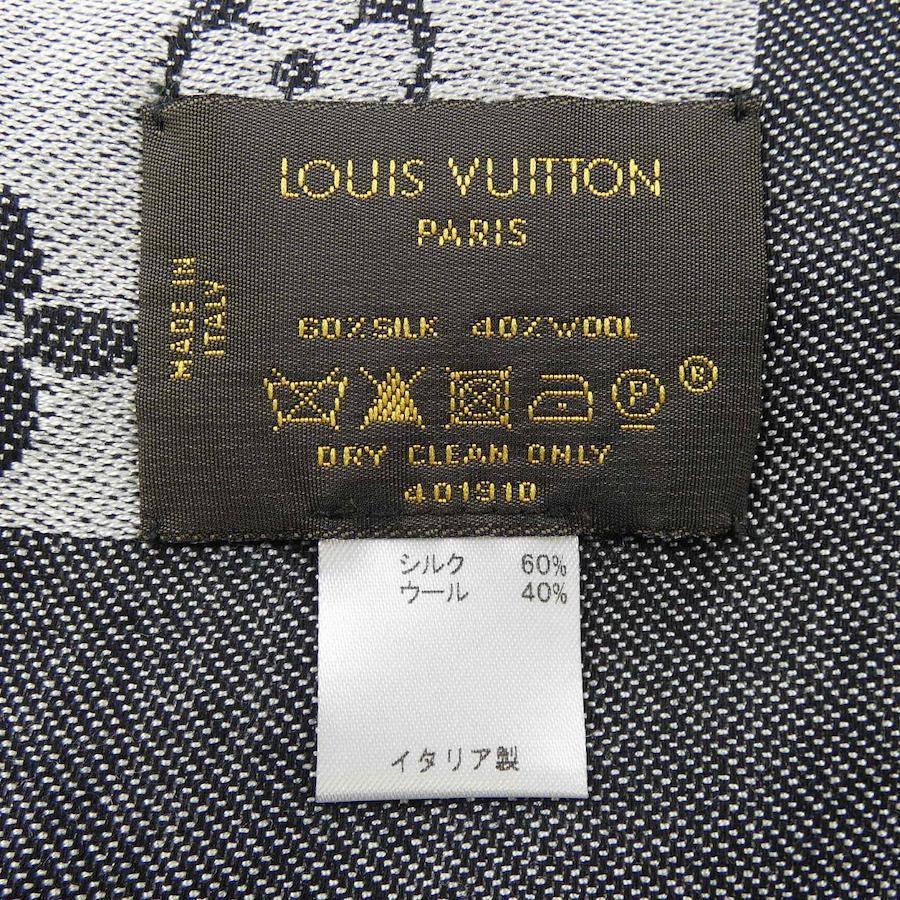 LOUIS VUITTON
PARIS
MADE IN
ITALY
60%SILK 40%WOOL
P
®
DRY CLEAN ONLY
401910
シルク 60%
ウール 40%
イタリア製